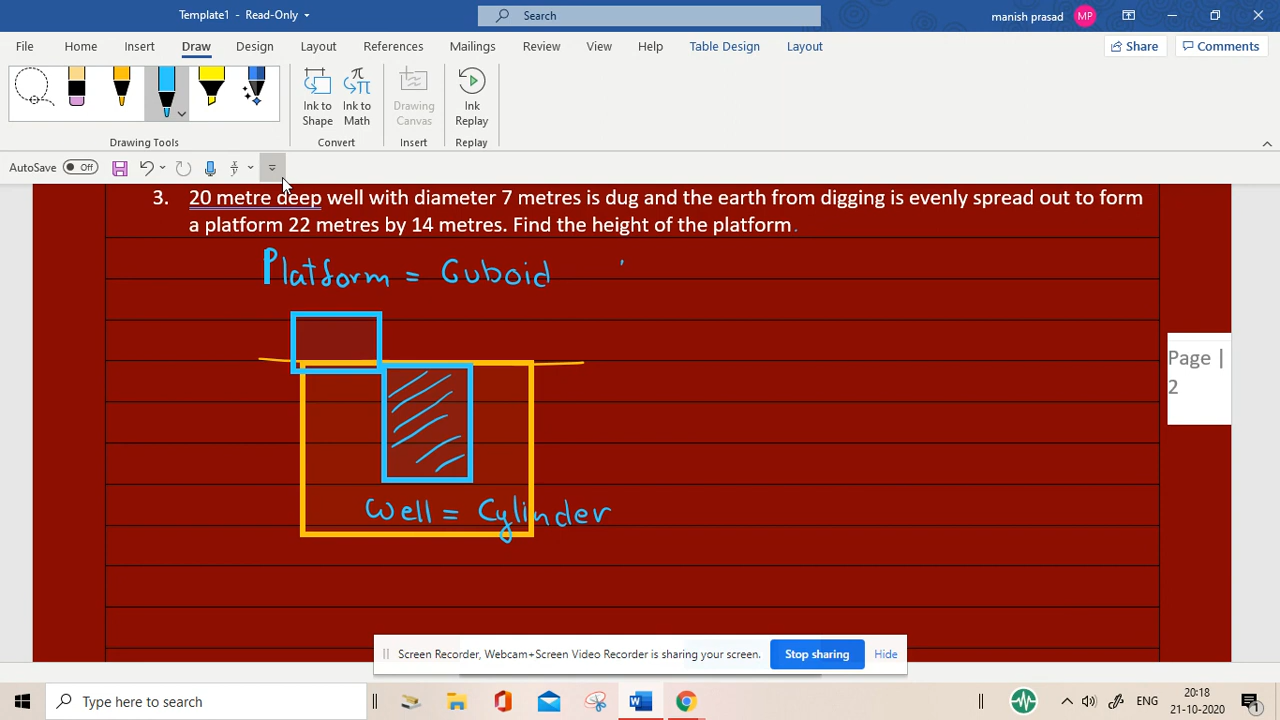 Template1 - Read-Only
Search
manish prasad
MP
File Home Insert Draw Design Layout References Mailings Review View Help Table Design Layout
Share
Comments
Ink to Shape
Ink to Math
Drawing Canvas
Ink Replay
Drawing Tools
Convert
Insert
Replay
AutoSave Off
3. 20 metre deep well with diameter 7 metres is dug and the earth from digging is evenly spread out to form
a platform 22 metres by 14 metres. Find the height of the platform.
Platform = Cuboid
Well = Cylinder
Page |
2
Screen Recorder, Webcam+Screen Video Recorder is sharing your screen.
Stop sharing
Hide
Type here to search
ENG
20:18
21-10-2020
1